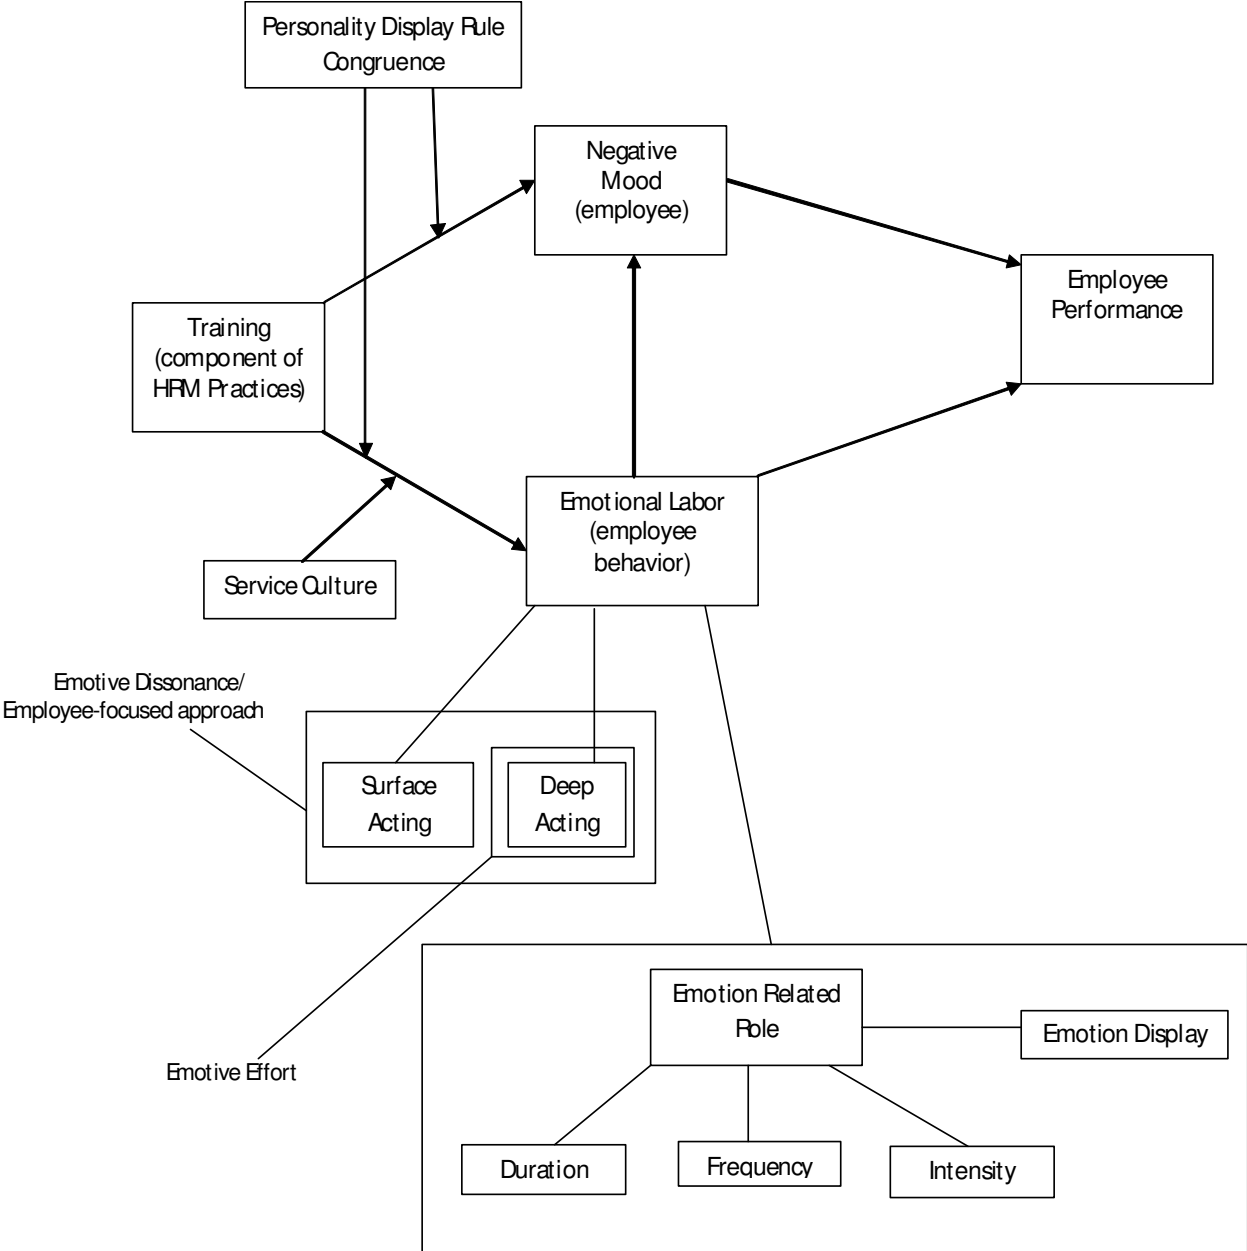 Personality Display Rule
Congruence
Negative
Mood
(employee)
Employee
Performance
Training
(component of
HRM Practices)
Emotional Labor
(employee
behavior)
Service Culture
Emotive Dissonance/
Employee-focused approach
Surface
Acting
Deep
Acting
Emotion Related
Role
Emotion Display
Emotive Effort
Duration
Frequency
Intensity